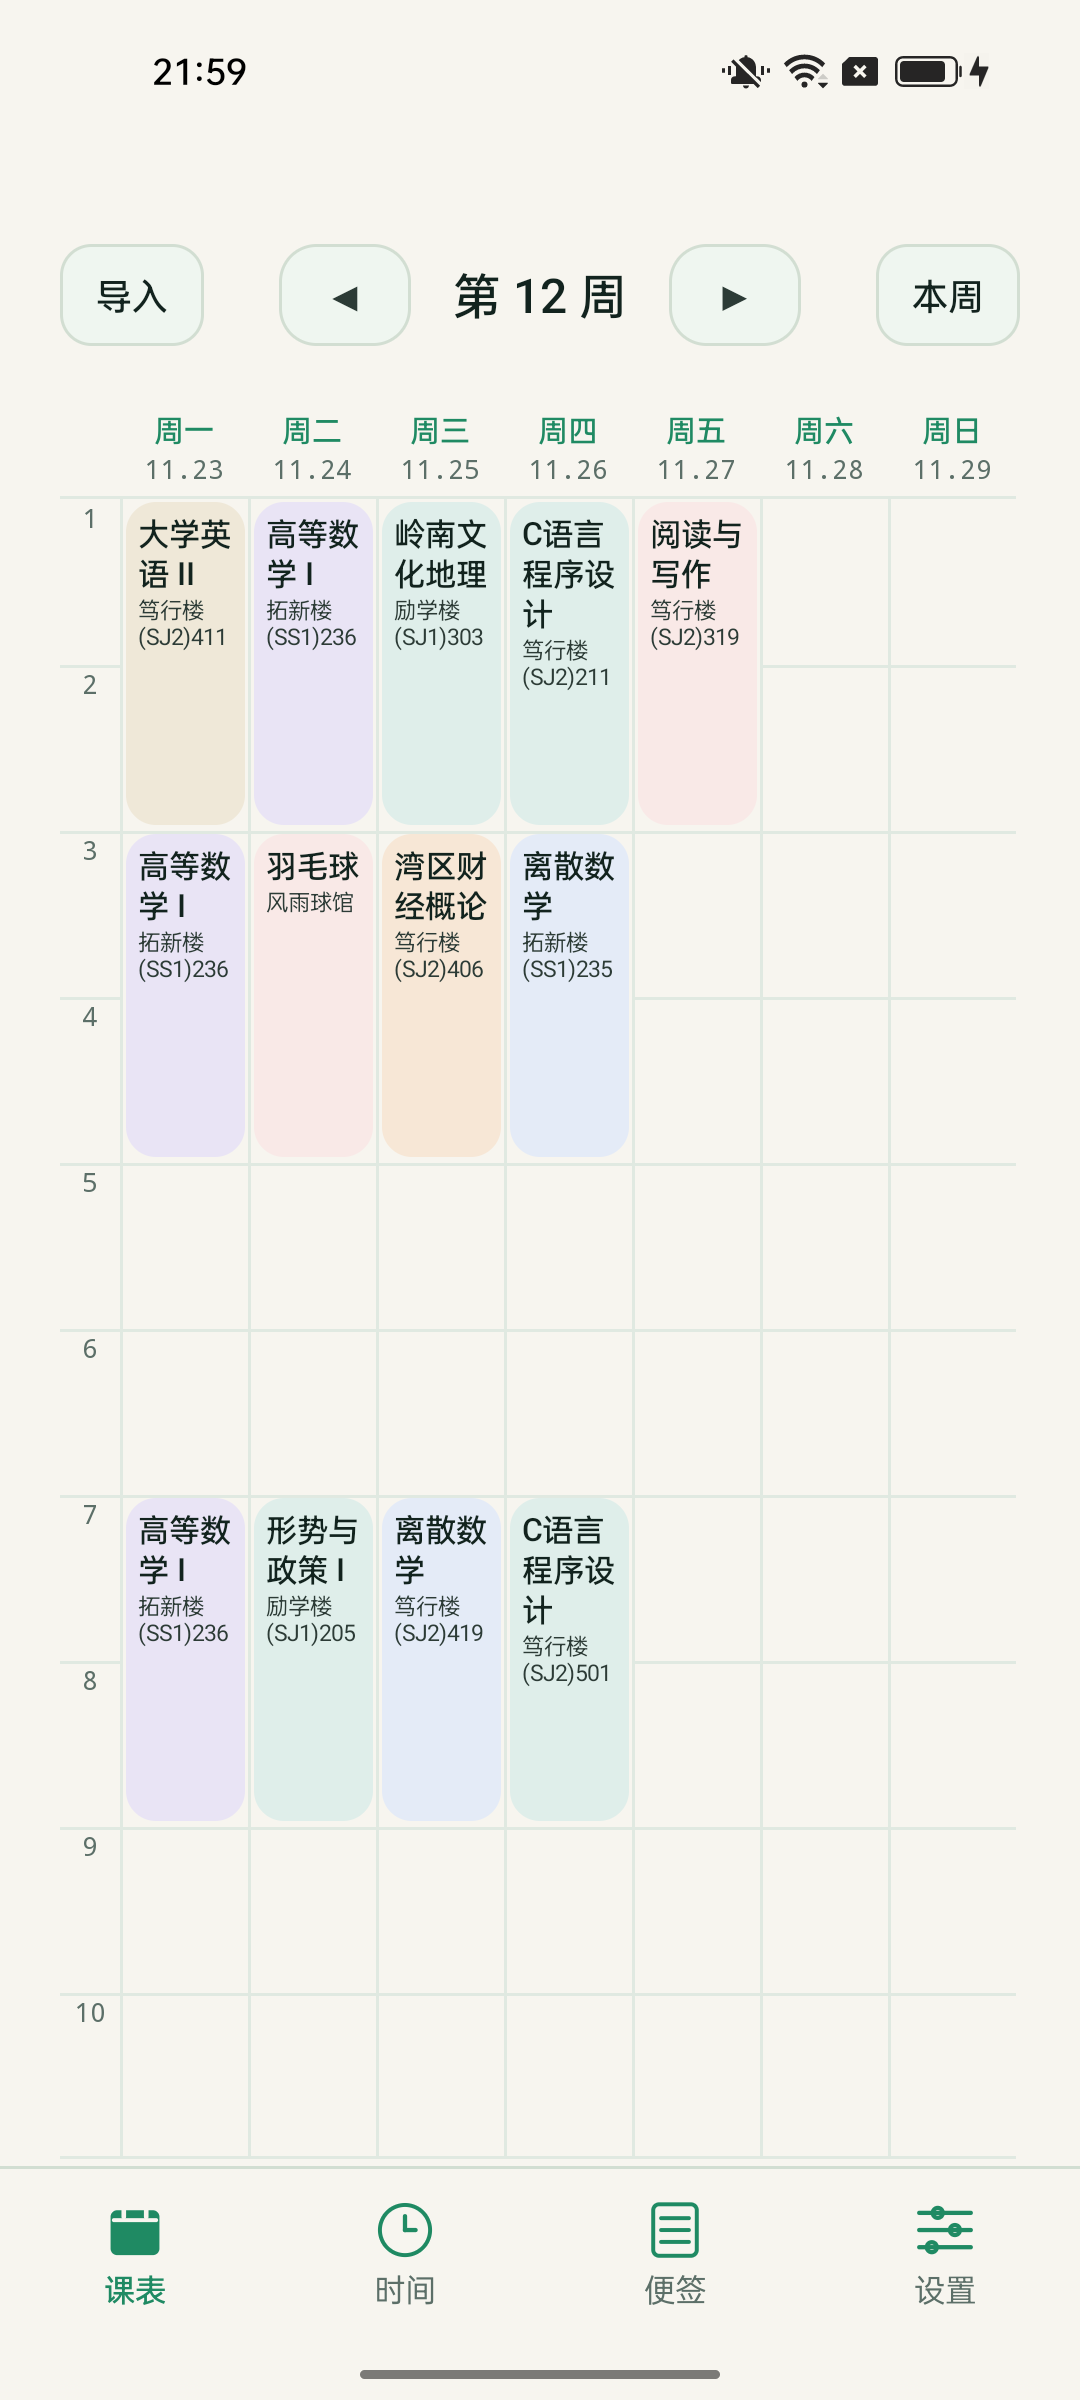 21:59
导入
◀
第 12 周
▶
本周
周一 周二 周三 周四 周五 周六 周日
11.23 11.24 11.25 11.26 11.27 11.28 11.29
1
大学英
语 II
笃行楼
(SJ2)411
高等数
学 I
拓新楼
(SS1)236
岭南文
化地理
励学楼
(SJ1)303
C语言
程序设
计
笃行楼
(SJ2)211
阅读与
写作
笃行楼
(SJ2)319
2
3
高等数
学 I
拓新楼
(SS1)236
羽毛球
风雨球馆
湾区财
经概论
笃行楼
(SJ2)406
离散数
学
拓新楼
(SS1)235
4
5
6
7
高等数
学 I
拓新楼
(SS1)236
形势与
政策 I
励学楼
(SJ1)205
离散数
学
笃行楼
(SJ2)419
C语言
程序设
计
笃行楼
(SJ2)501
8
9
10
课表
时间
便签
设置